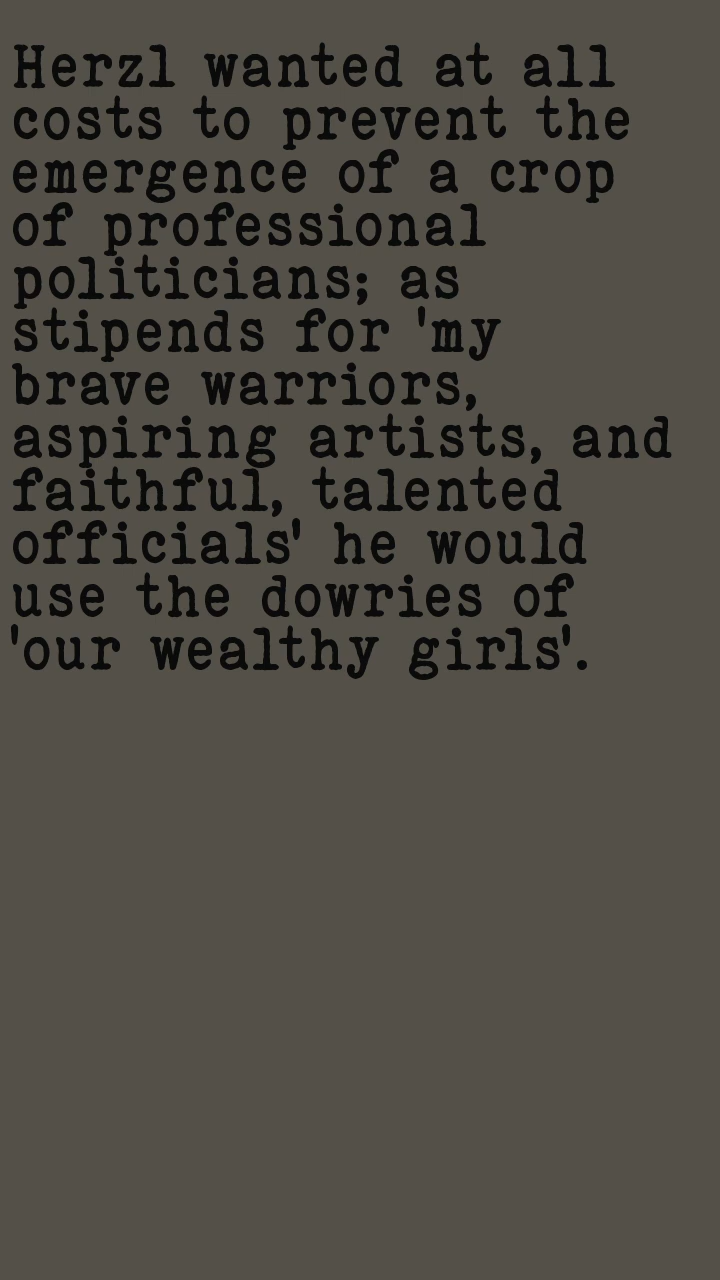 Herzl wanted at all
costs to prevent the
emergence of a crop
of professional
politicians; as
stipends for 'my
brave warriors,
aspiring artists, and
faithful, talented
officials' he would
use the dowries of
'our wealthy girls'.